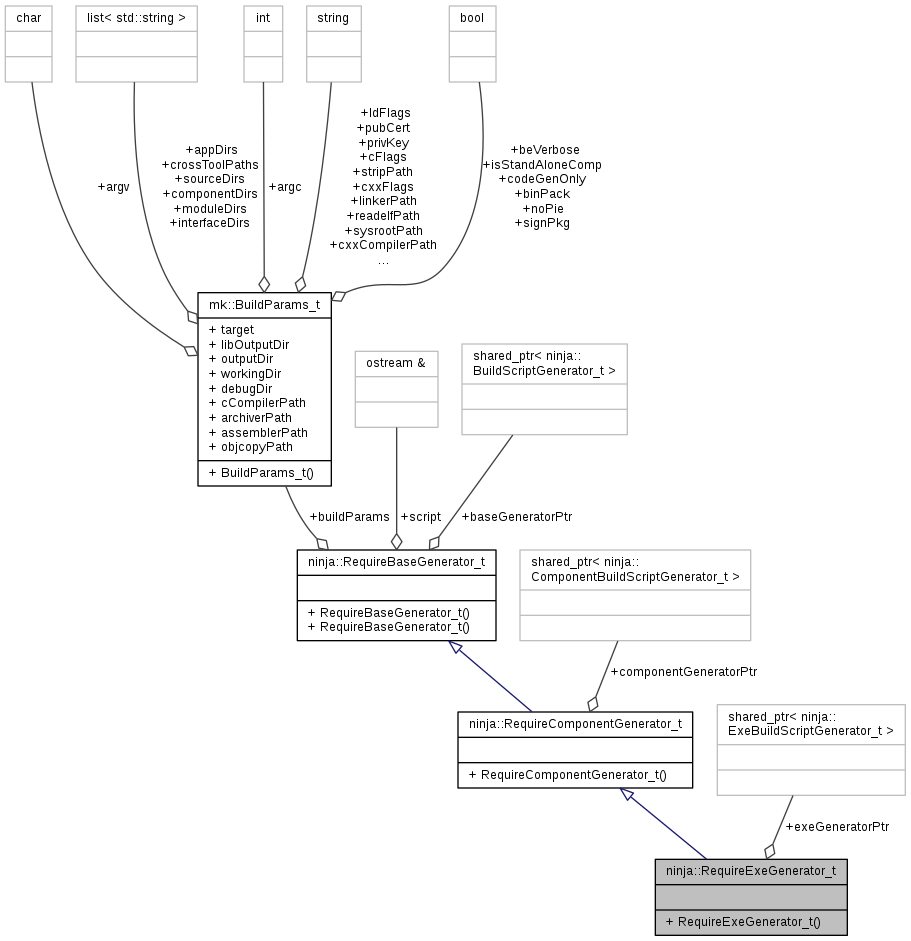 char
list< std::string >
int
string
bool
+argv
+appDirs
+crossToolPaths
+sourceDirs
+componentDirs
+moduleDirs
+interfaceDirs
+argc
+ldFlags
+pubCert
+privKey
+cFlags
+stripPath
+cxxFlags
+linkerPath
+readelfPath
+sysrootPath
+cxxCompilerPath
...
+beVerbose
+isStandAloneComp
+codeGenOnly
+binPack
+noPie
+signPkg
mk::BuildParams_t
+ target
+ libOutputDir
+ outputDir
+ workingDir
+ debugDir
+ cCompilerPath
+ archiverPath
+ assemblerPath
+ objcopyPath
+ BuildParams_t()
ostream &
shared_ptr< ninja::
BuildScriptGenerator_t >
+buildParams
+script
+baseGeneratorPtr
ninja::RequireBaseGenerator_t
+ RequireBaseGenerator_t()
+ RequireBaseGenerator_t()
shared_ptr< ninja::
ComponentBuildScriptGenerator_t >
+componentGeneratorPtr
ninja::RequireComponentGenerator_t
+ RequireComponentGenerator_t()
shared_ptr< ninja::
ExeBuildScriptGenerator_t >
+exeGeneratorPtr
ninja::RequireExeGenerator_t
+ RequireExeGenerator_t()